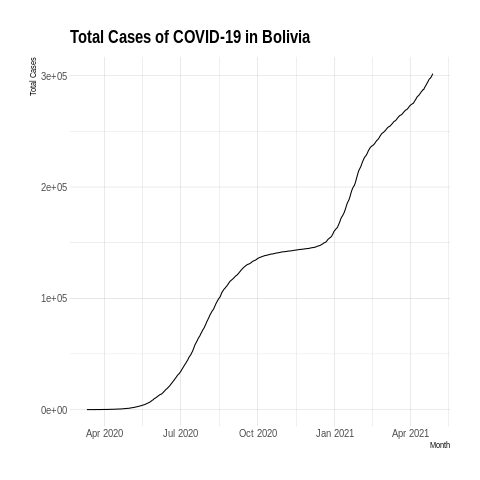 Total Cases of COVID-19 in Bolivia
Total Cases
3e+05
2e+05
1e+05
0e+00
Apr 2020 Jul 2020 Oct 2020 Jan 2021 Apr 2021
Month